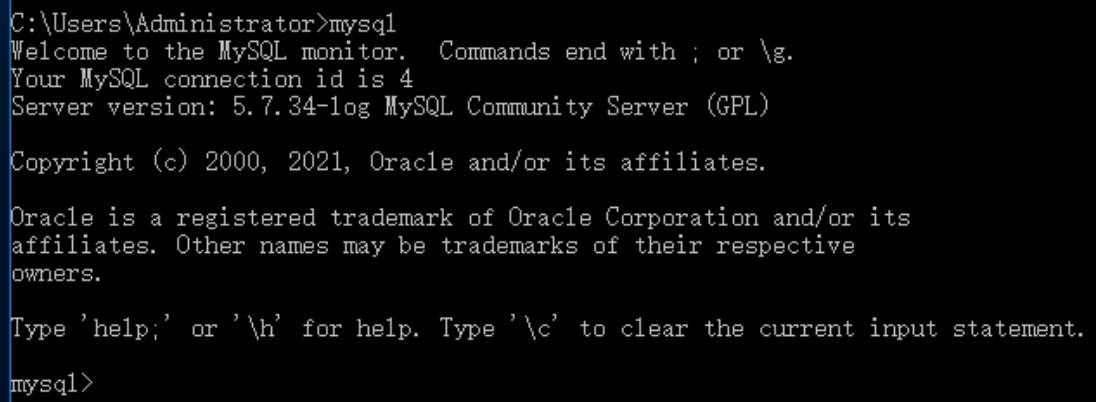 C:\Users\Administrator>mysql
Welcome to the MySQL monitor.  Commands end with ; or \g.
Your MySQL connection id is 4
Server version: 5.7.34-log MySQL Community Server (GPL)
Copyright (c) 2000, 2021, Oracle and/or its affiliates.
Oracle is a registered trademark of Oracle Corporation and/or its
affiliates. Other names may be trademarks of their respective
owners.
Type 'help;' or '\h' for help. Type '\c' to clear the current input statement.
mysql>